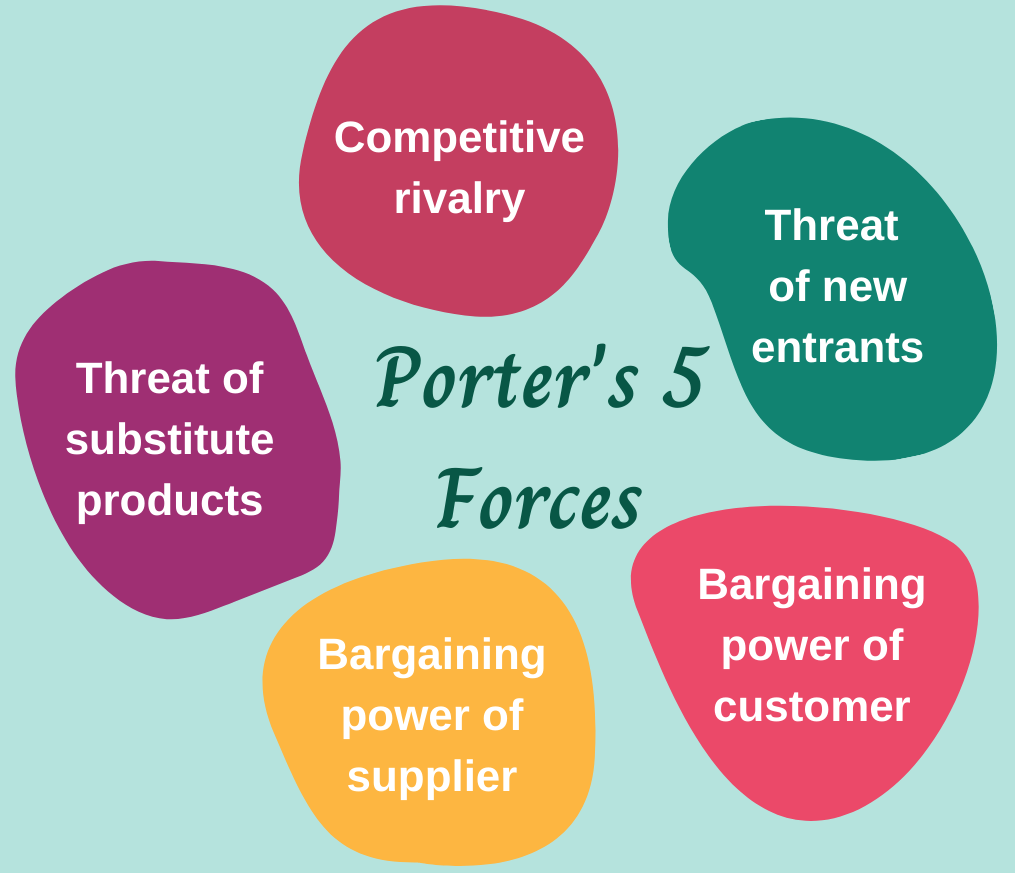 Competitive
rivalry
Threat
of new
entrants
Porter's 5
Forces
Threat of
substitute
products
Bargaining
power of
customer
Bargaining
power of
supplier